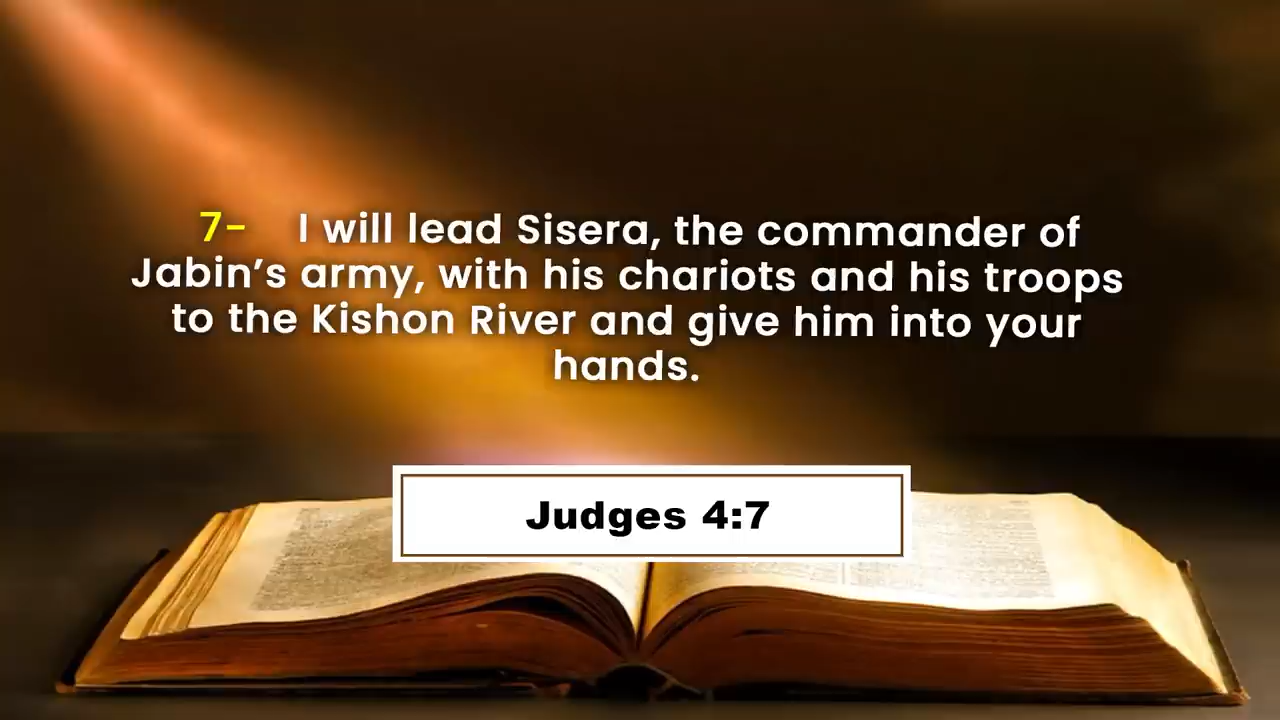 7- I will lead Sisera, the commander of
Jabin’s army, with his chariots and his troops
to the Kishon River and give him into your
hands.
Judges 4:7